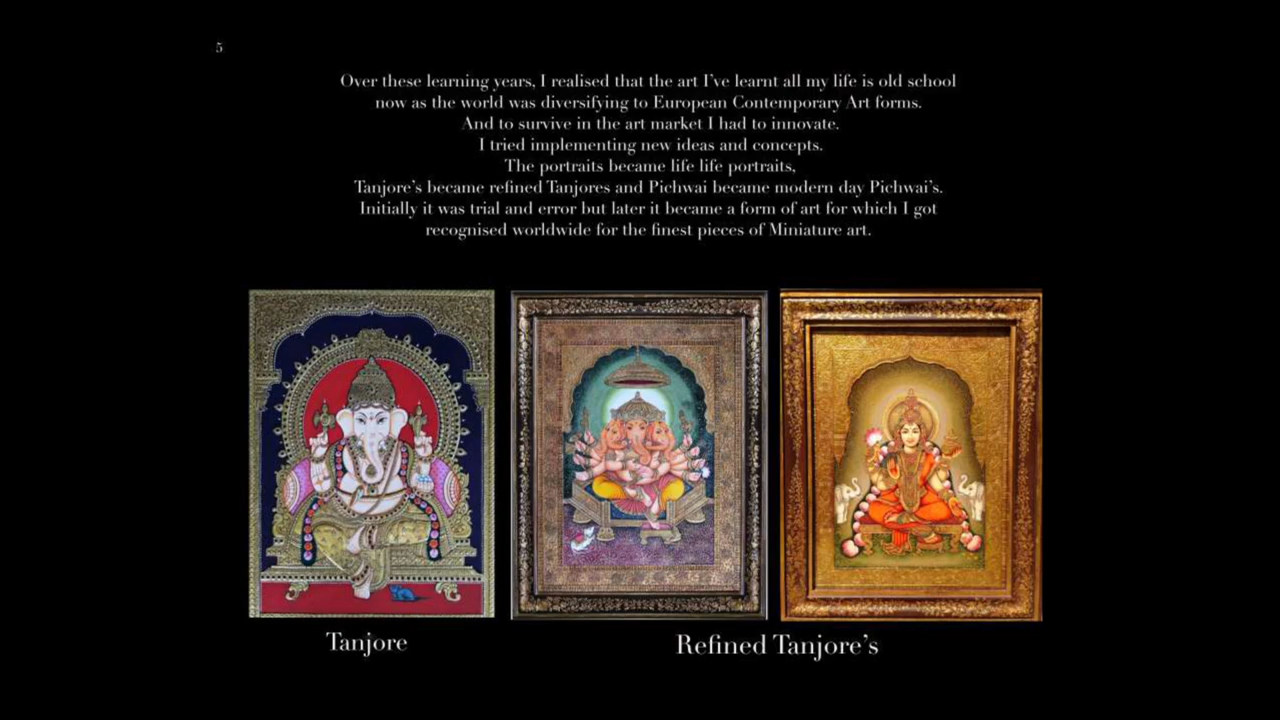 5
Over these learning years, I realised that the art I've learnt all my life is old school
now as the world was diversifying to European Contemporary Art forms.
And to survive in the art market I had to innovate.
I tried implementing new ideas and concepts.
The portraits became life life portraits,
Tanjore's became refined Tanjores and Pichwai became modern day Pichwai's.
Initially it was trial and error but later it became a form of art for which I got
recognised worldwide for the finest pieces of Miniature art.
Tanjore
Refined Tanjore's